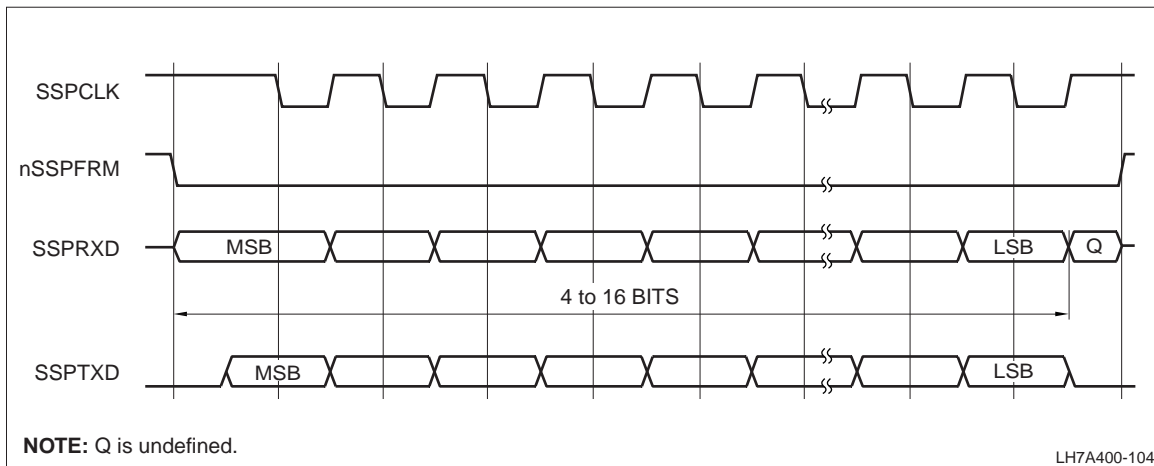 SSPCLK
nSSPFRM
SSPRXD
MSB
LSB
Q
4 to 16 BITS
SSPTXD
MSB
LSB
NOTE: Q is undefined.
LH7A400-104